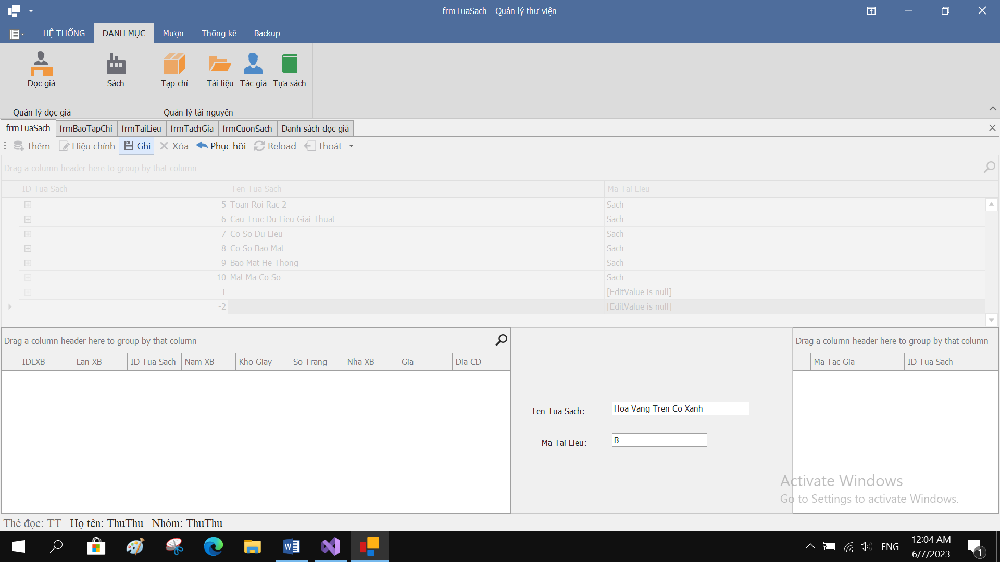 frmTuaSach - Quản lý thư viện
HỆ THỐNG DANH MỤC Mượn Thống kê Backup
Đọc giả Sách Tạp chí Tài liệu Tác giả Tựa sách
Quản lý đọc giả Quản lý tài nguyên
frmTuaSach frmBaoTapChi frmTaiLieu frmTachGia frmCuonSach Danh sách đọc giả
Thêm Hiệu chỉnh Ghi Xóa Phục hồi Reload Thoát
Drag a column header here to group by that column
ID Tua Sach Ten Tua Sach Ma Tai Lieu
5 Toan Roi Rac 2 Sach
6 Cau Truc Du Lieu Giai Thuat Sach
7 Co So Du Lieu Sach
8 Co So Bao Mat Sach
9 Bao Mat He Thong Sach
10 Mat Ma Co So Sach
-1 [EditValue is null]
-2 [EditValue is null]
Drag a column header here to group by that column
IDLXB Lan XB ID Tua Sach Nam XB Kho Giay So Trang Nha XB Gia Dia CD
Ten Tua Sach: Hoa Vang Tren Co Xanh
Ma Tai Lieu: B
Drag a column header here to group by that column
Ma Tac Gia ID Tua Sach
Activate Windows
Go to Settings to activate Windows.
Thẻ đọc: TT Họ tên: ThuThu Nhóm: ThuThu
ENG
12:04 AM
6/7/2023
1